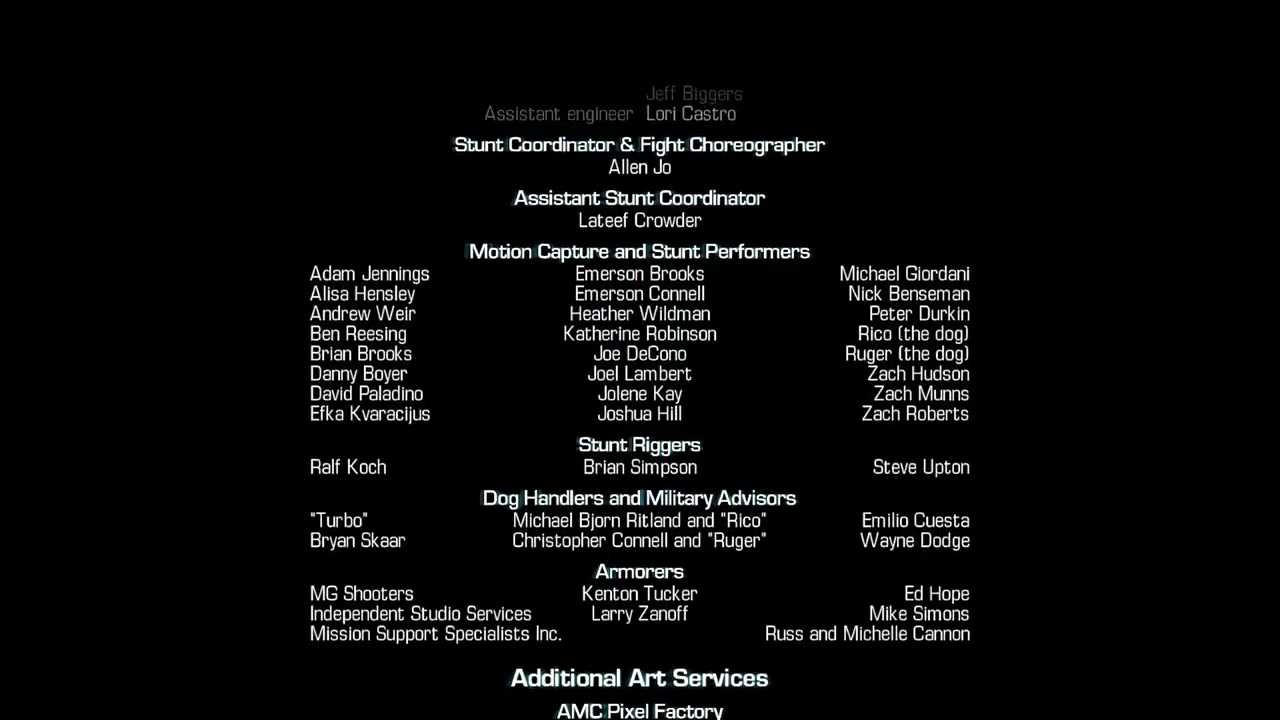 Jeff Biggers
Assistant engineer Lori Castro
Stunt Coordinator & Fight Choreographer
Allen Jo
Assistant Stunt Coordinator
Lateef Crowder
Motion Capture and Stunt Performers
Adam Jennings Emerson Brooks Michael Giordani
Alisa Hensley Emerson Connell Nick Benseman
Andrew Weir Heather Wildman Peter Durkin
Ben Reesing Katherine Robinson Rico (the dog)
Brian Brooks Joe DeCono Ruger (the dog)
Danny Boyer Joel Lambert Zach Hudson
David Paladino Jolene Kay Zach Munns
Efka Kvaracijus Joshua Hill Zach Roberts
Stunt Riggers
Ralf Koch Brian Simpson Steve Upton
Dog Handlers and Military Advisors
"Turbo" Michael Bjorn Ritland and "Rico" Emilio Cuesta
Bryan Skaar Christopher Connell and "Ruger" Wayne Dodge
Armorers
MG Shooters Kenton Tucker Ed Hope
Independent Studio Services Larry Zanoff Mike Simons
Mission Support Specialists Inc. Russ and Michelle Cannon
Additional Art Services
AMC Pixel Factory